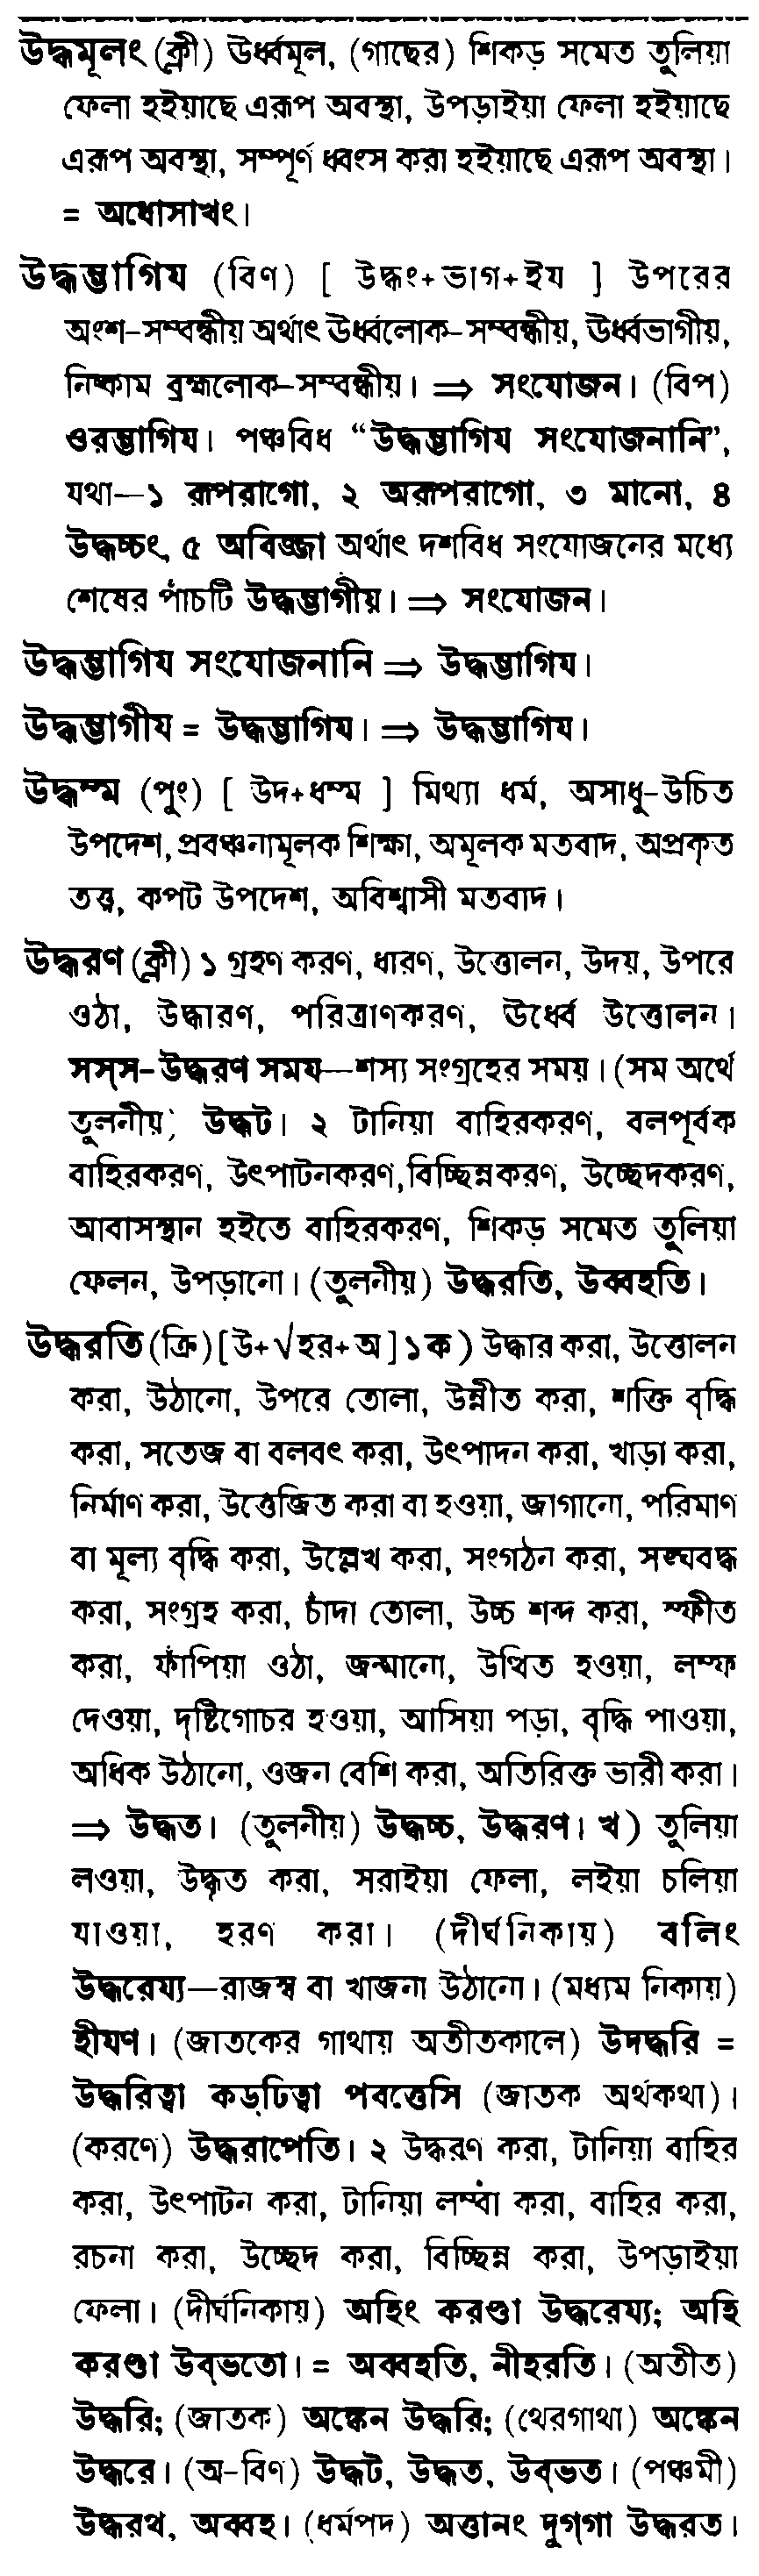 উদ্ধমূলং (ক্লী) ঊর্ধ্বমূল, (গাছের) শিকড় সমেত তুলিয়া
ফেলা হইয়াছে এরূপ অবস্থা, উপড়াইয়া ফেলা হইয়াছে
এরূপ অবস্থা, সম্পূর্ণ ধ্বংস করা হইয়াছে এরূপ অবস্থা।
= অধোসাখং।
উদ্ধম্ভাগিয (বিণ) [ উদ্ধং+ভাগ+ইয ] উপরের
অংশ-সম্বন্ধীয় অর্থাৎ ঊর্ধ্বলোক-সম্বন্ধীয়, ঊর্ধ্বভাগীয়,
নিষ্কাম ব্রহ্মলোক-সম্বন্ধীয়। ⇒ সংযোজন। (বিপ)
ওরম্ভাগিয। পঞ্চবিধ “উদ্ধম্ভাগিয সংযোজনানি”,
যথা—১ রূপরাগো, ২ অরূপরাগো, ৩ মানো, ৪
উদ্ধচ্চং, ৫ অবিজ্জা অর্থাৎ দশবিধ সংযোজনের মধ্যে
শেষের পাঁচটি উদ্ধম্ভাগীয়। ⇒ সংযোজন।
উদ্ধম্ভাগিয সংযোজনানি ⇒ উদ্ধম্ভাগিয।
উদ্ধম্ভাগীয = উদ্ধম্ভাগিয। ⇒ উদ্ধম্ভাগিয।
উদ্ধম্ম (পুং) [ উদ+ধম্ম ] মিথ্যা ধর্ম, অসাধু-উচিত
উপদেশ, প্রবঞ্চনামূলক শিক্ষা, অমূলক মতবাদ, অপ্রকৃত
তত্ত্ব, কপট উপদেশ, অবিশ্বাসী মতবাদ।
উদ্ধরণ (ক্লী) ১ গ্রহণ করণ, ধারণ, উত্তোলন, উদয়, উপরে
ওঠা, উদ্ধারণ, পরিত্রাণকরণ, ঊর্ধ্বে উত্তোলন।
সস্স-উদ্ধরণ সময—শস্য সংগ্রহের সময়। (সম অর্থে
তুলনীয়) উদ্ধট। ২ টানিয়া বাহিরকরণ, বলপূর্বক
বাহিরকরণ, উৎপাটনকরণ, বিচ্ছিন্নকরণ, উচ্ছেদকরণ,
আবাসস্থান হইতে বাহিরকরণ, শিকড় সমেত তুলিয়া
ফেলন, উপড়ানো। (তুলনীয়) উদ্ধরতি, উব্বহতি।
উদ্ধরতি (ক্রি) [ উ+√হর+অ ] ১ক) উদ্ধার করা, উত্তোলন
করা, উঠানো, উপরে তোলা, উন্নীত করা, শক্তি বৃদ্ধি
করা, সতেজ বা বলবৎ করা, উৎপাদন করা, খাড়া করা,
নির্মাণ করা, উত্তেজিত করা বা হওয়া, জাগানো, পরিমাণ
বা মূল্য বৃদ্ধি করা, উল্লেখ করা, সংগঠন করা, সঙ্ঘবদ্ধ
করা, সংগ্রহ করা, চাঁদা তোলা, উচ্চ শব্দ করা, স্ফীত
করা, ফাঁপিয়া ওঠা, জন্মানো, উত্থিত হওয়া, লম্ফ
দেওয়া, দৃষ্টিগোচর হওয়া, আসিয়া পড়া, বৃদ্ধি পাওয়া,
অধিক উঠানো, ওজন বেশি করা, অতিরিক্ত ভারী করা।
⇒ উদ্ধত। (তুলনীয়) উদ্ধচ্চ, উদ্ধরণ। খ) তুলিয়া
লওয়া, উদ্ধৃত করা, সরাইয়া ফেলা, লইয়া চলিয়া
যাওয়া, হরণ করা। (দীর্ঘনিকায়) বলিং
উদ্ধরেয্য—রাজস্ব বা খাজনা উঠানো। (মধ্যম নিকায়)
হীযণ। (জাতকের গাথায় অতীতকালে) উদদ্ধরি =
উদ্ধরিত্বা কড্ঢিত্বা পবত্তেসি (জাতক অর্থকথা)।
(করণে) উদ্ধরাপেতি। ২ উদ্ধরণ করা, টানিয়া বাহির
করা, উৎপাটন করা, টানিয়া লম্বা করা, বাহির করা,
রচনা করা, উচ্ছেদ করা, বিচ্ছিন্ন করা, উপড়াইয়া
ফেলা। (দীর্ঘনিকায়) অহিং করণ্ডা উদ্ধরেয্য; অহি
করণ্ডা উব্ভতো। = অব্বহতি, নীহরতি। (অতীত)
উদ্ধরি; (জাতক) অঙ্কেন উদ্ধরি; (থেরগাথা) অঙ্কেন
উদ্ধরে। (অ-বিণ) উদ্ধট, উদ্ধত, উব্ভত। (পঞ্চমী)
উদ্ধরথ, অব্বহ। (ধর্মপদ) অত্তানং দুগ্গা উদ্ধরত।